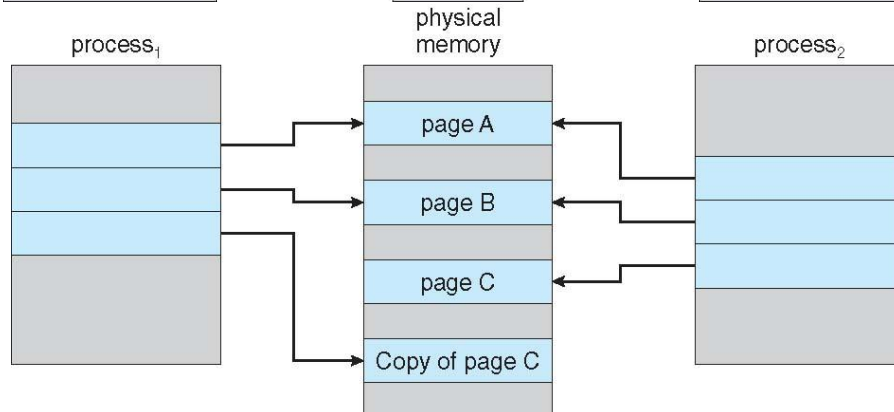 physical
memory
process₁
process₂
page A
page B
page C
Copy of page C